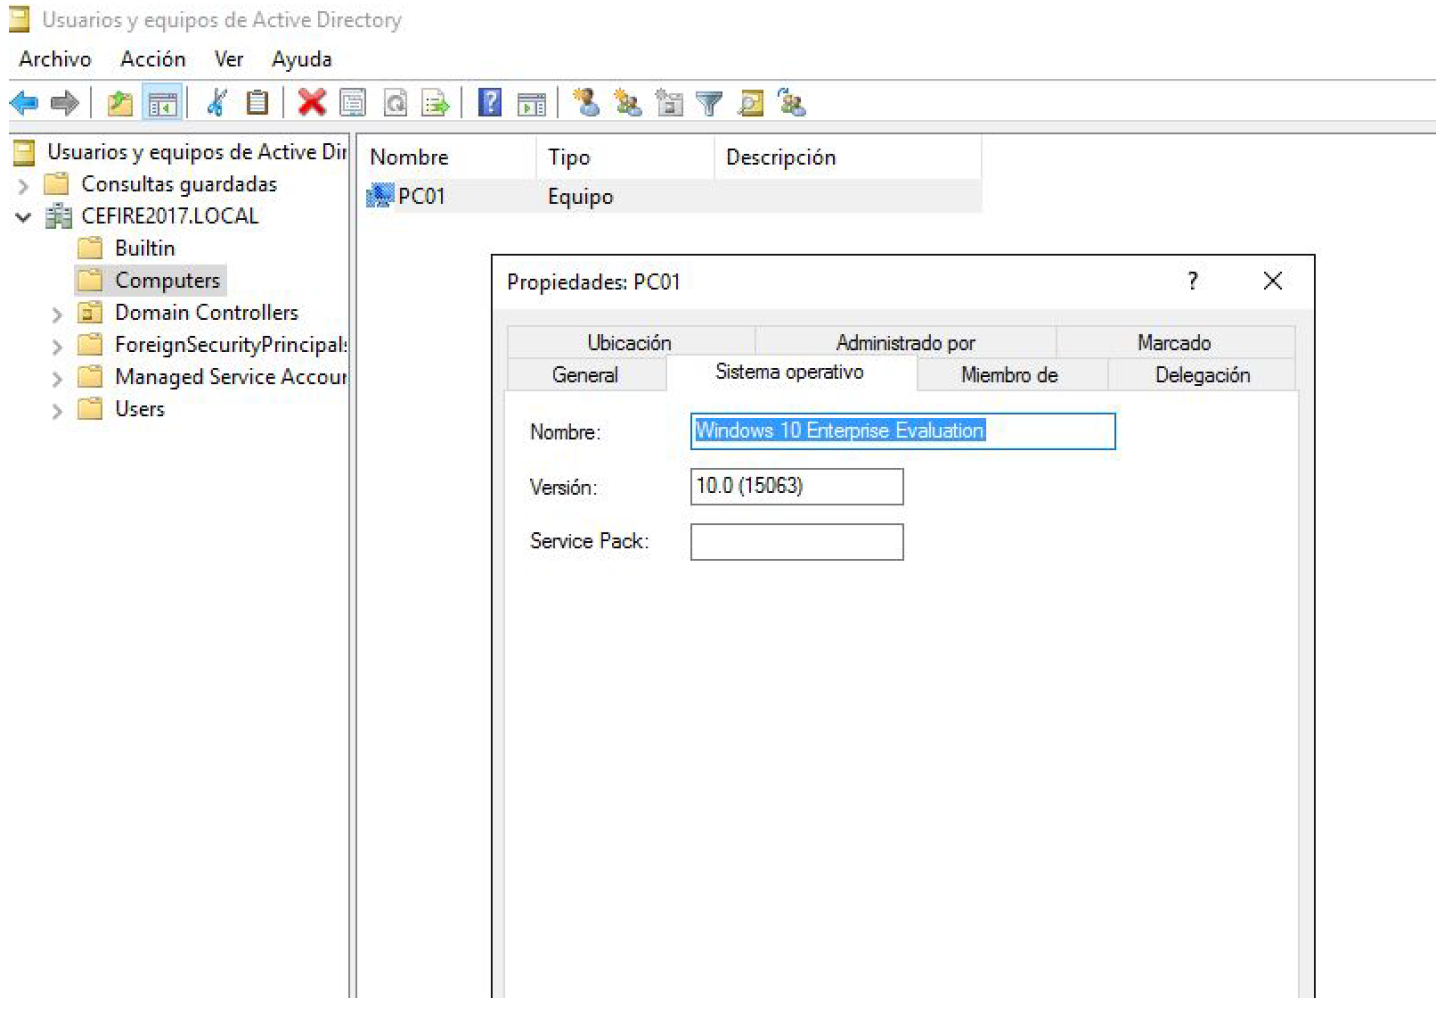 Usuarios y equipos de Active Directory
Archivo Acción Ver Ayuda
Usuarios y equipos de Active Dir
Consultas guardadas
CEFIRE2017.LOCAL
Builtin
Computers
Domain Controllers
ForeignSecurityPrincipals
Managed Service Accour
Users
Nombre Tipo Descripción
PC01 Equipo
Propiedades: PC01
Ubicación Administrado por Marcado
General Sistema operativo Miembro de Delegación
Nombre: Windows 10 Enterprise Evaluation
Versión: 10.0 (15063)
Service Pack: